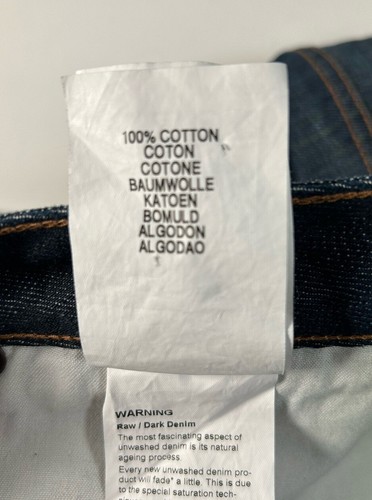 100% COTTON
COTON
COTONE
BAUMWOLLE
KATOEN
BOMULD
ALGODON
ALGODAO
WARNING
Raw / Dark Denim
The most fascinating aspect of
unwashed denim is its natural
ageing process.
Every new unwashed denim pro-
duct will fade" a little. This is due
to the special saturation tech-